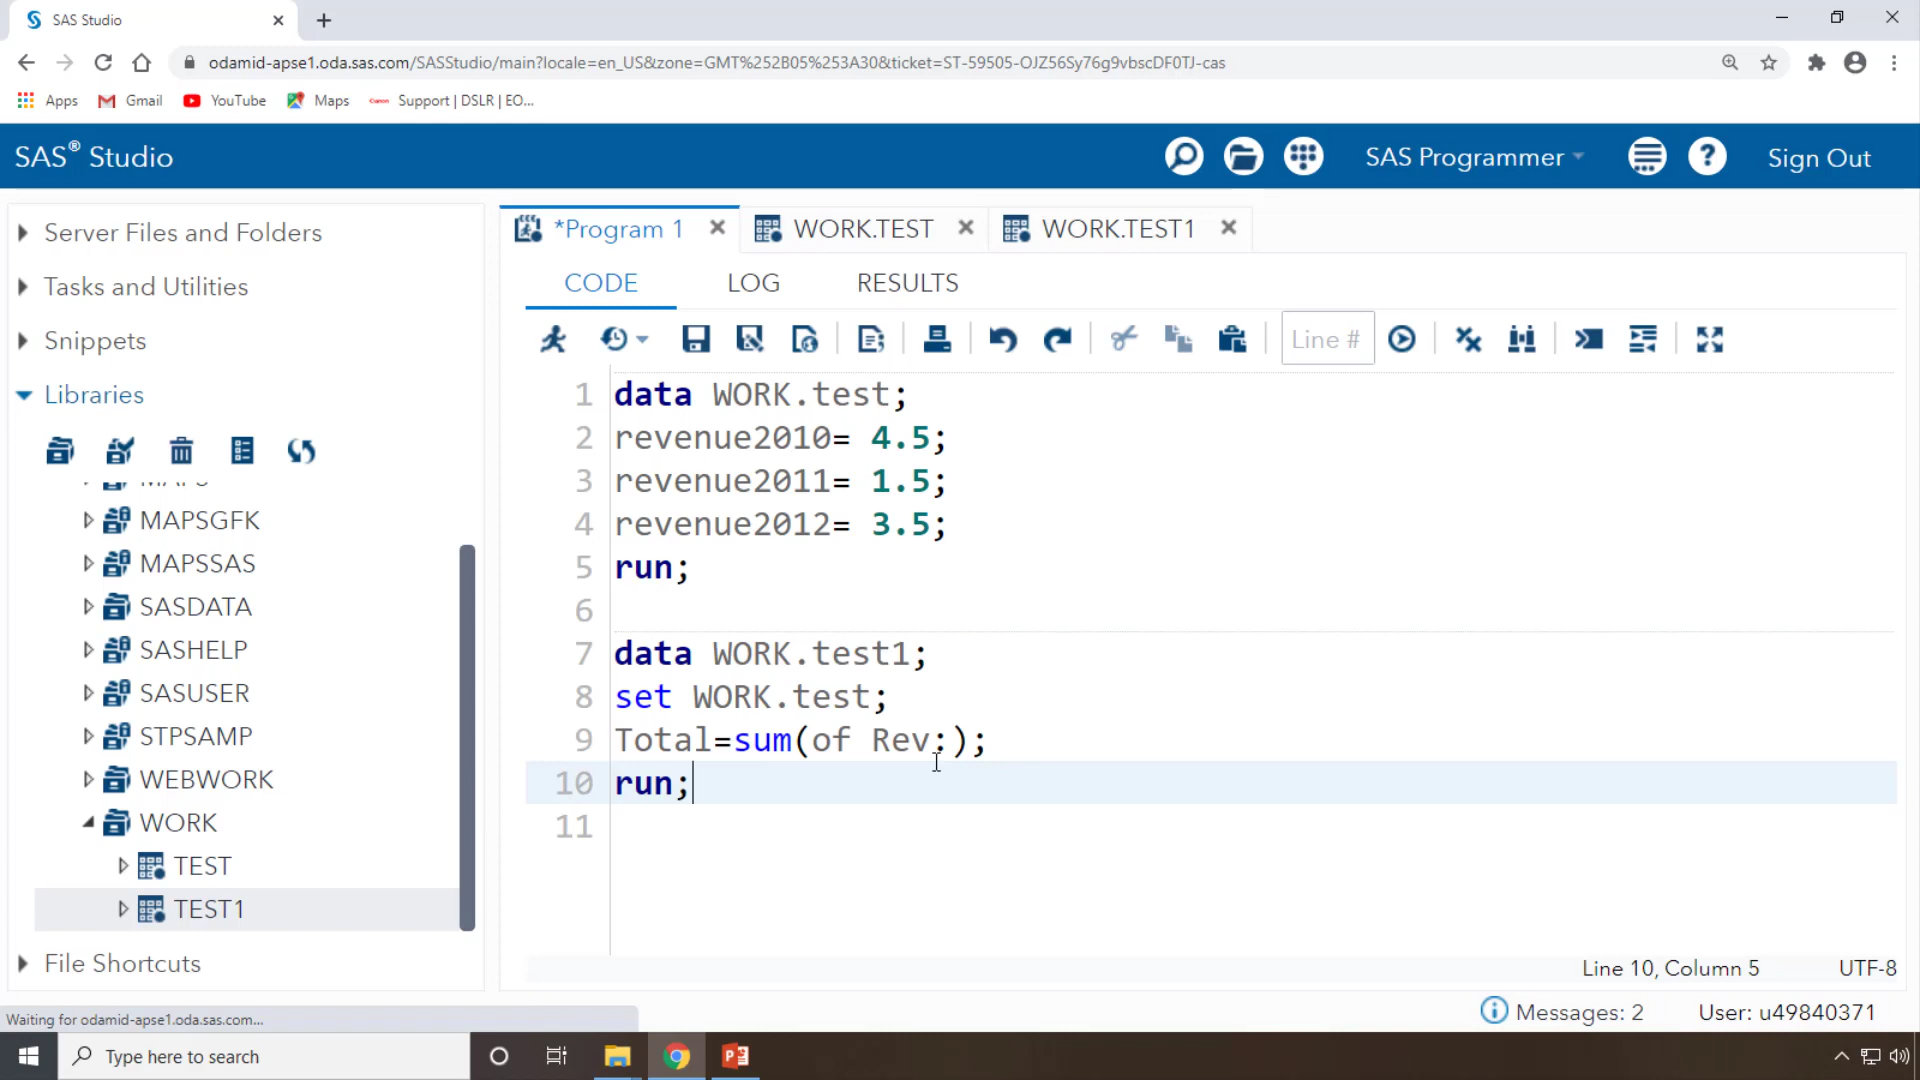 SAS Studio
odamid-apse1.oda.sas.com/SASStudio/main?locale=en_US&zone=GMT%252B05%253A30&ticket=ST-59505-OJZ56Sy76g9vbscDF0TJ-cas
Apps Gmail YouTube Maps Support | DSLR | EO...
SAS® Studio SAS Programmer Sign Out
Server Files and Folders
Tasks and Utilities
Snippets
Libraries
MAPS
MAPSGFK
MAPSSAS
SASDATA
SASHELP
SASUSER
STPSAMP
WEBWORK
WORK
TEST
TEST1
File Shortcuts
*Program 1 WORK.TEST WORK.TEST1
CODE LOG RESULTS
Line #
1 data WORK.test;
2 revenue2010= 4.5;
3 revenue2011= 1.5;
4 revenue2012= 3.5;
5 run;
6
7 data WORK.test1;
8 set WORK.test;
9 Total=sum(of Rev:);
10 run;
11
Line 10, Column 5 UTF-8
Messages: 2 User: u49840371
Waiting for odamid-apse1.oda.sas.com...
Type here to search